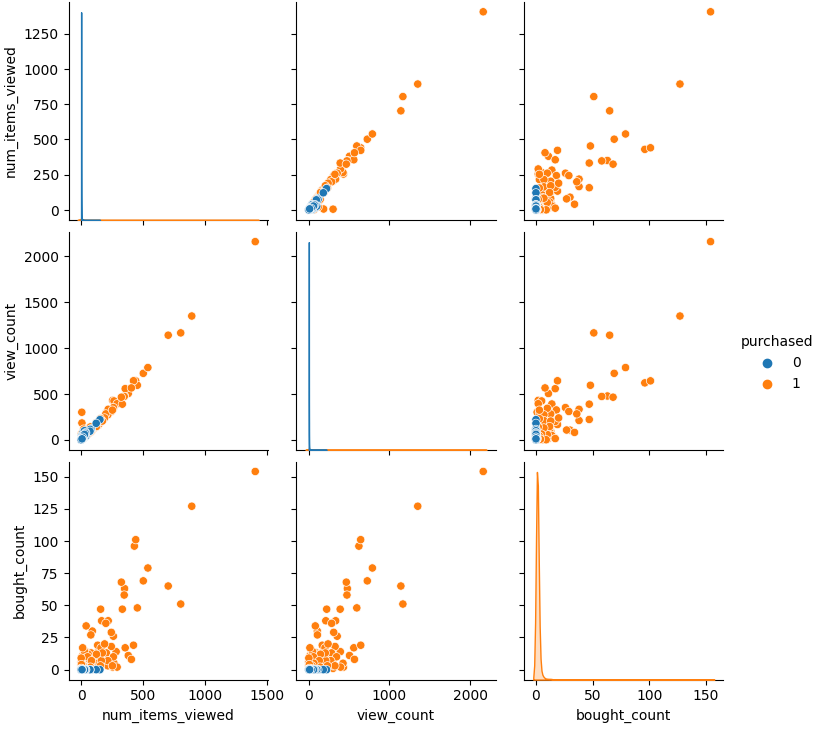 num_items_viewed
1250
1000
750
500
250
0
view_count
2000
1500
1000
500
0
purchased
0
1
bought_count
150
125
100
75
50
25
0
0 500 1000 1500
0 1000 2000
0 50 100 150
num_items_viewed view_count bought_count